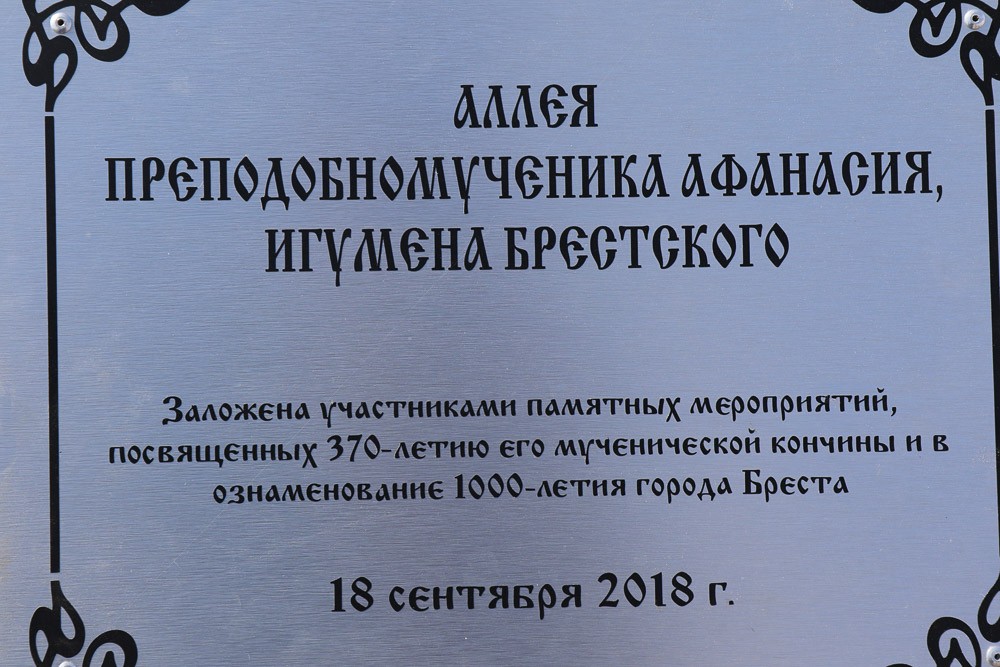 АЛЛЕЯ
ПРЕПОДОБНОМУЧЕНИКА АФАНАСИЯ,
ИГУМЕНА БРЕСТСКОГО
Заложена участниками памятных мероприятий,
посвященных 370-летию его мученической кончины и в
ознаменование 1000-летия города Бреста
18 сентября 2018 г.